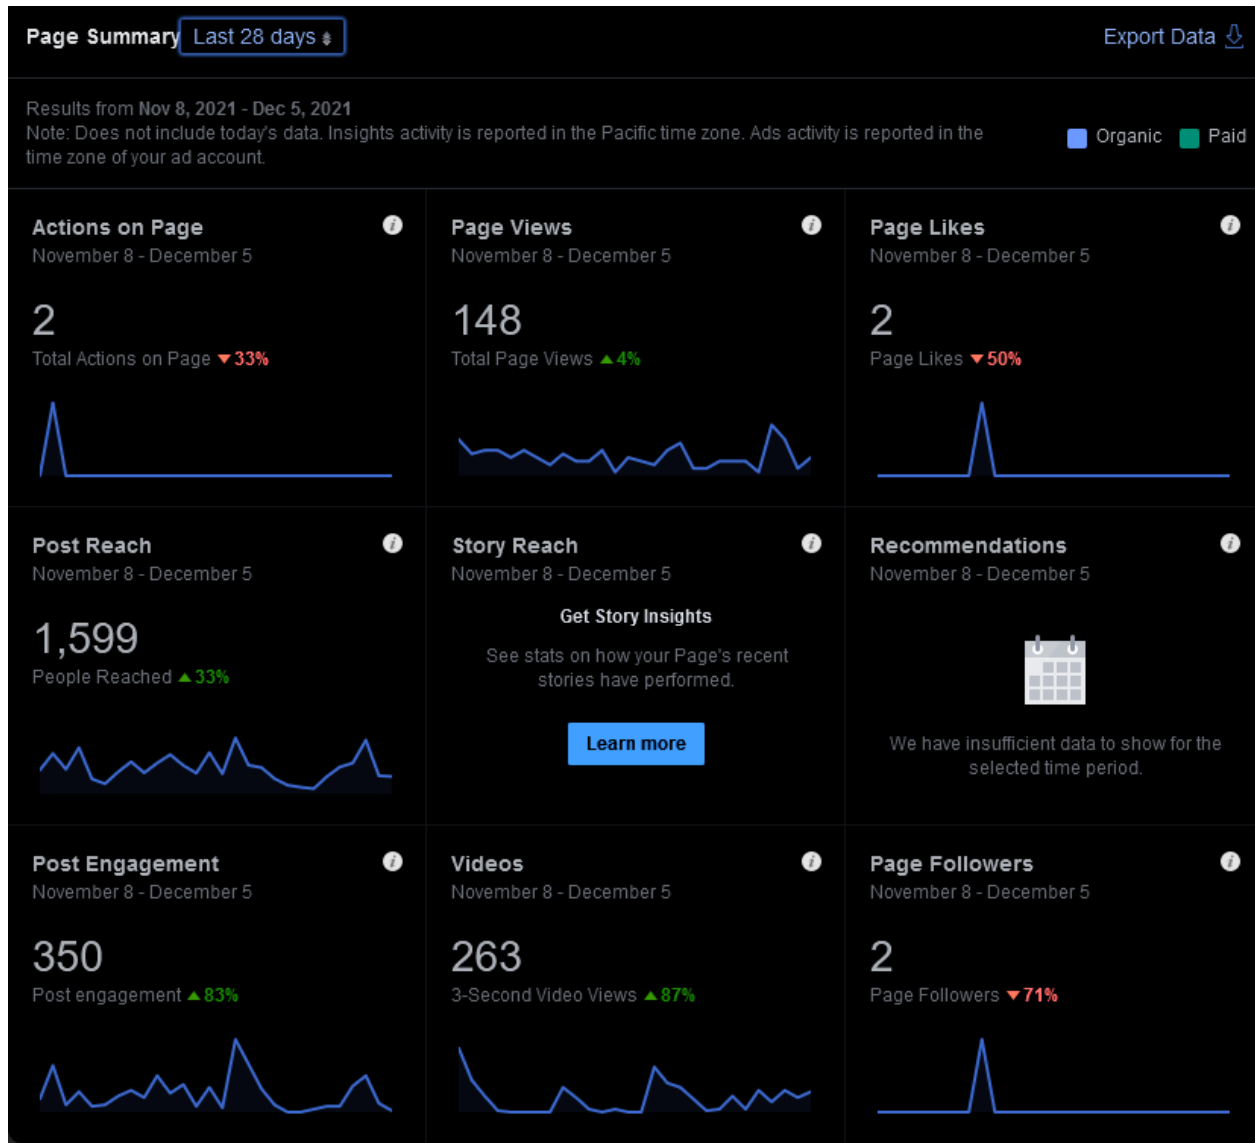 Page Summary Last 28 days
Export Data
Results from Nov 8, 2021 - Dec 5, 2021
Note: Does not include today's data. Insights activity is reported in the Pacific time zone. Ads activity is reported in the
time zone of your ad account.
Organic Paid
Actions on Page
November 8 - December 5
2
Total Actions on Page ▼33%
Page Views
November 8 - December 5
148
Total Page Views ▲4%
Page Likes
November 8 - December 5
2
Page Likes ▼50%
Post Reach
November 8 - December 5
1,599
People Reached ▲33%
Story Reach
November 8 - December 5
Get Story Insights
See stats on how your Page's recent
stories have performed.
Learn more
Recommendations
November 8 - December 5
We have insufficient data to show for the
selected time period.
Post Engagement
November 8 - December 5
350
Post engagement ▲83%
Videos
November 8 - December 5
263
3-Second Video Views ▲87%
Page Followers
November 8 - December 5
2
Page Followers ▼71%